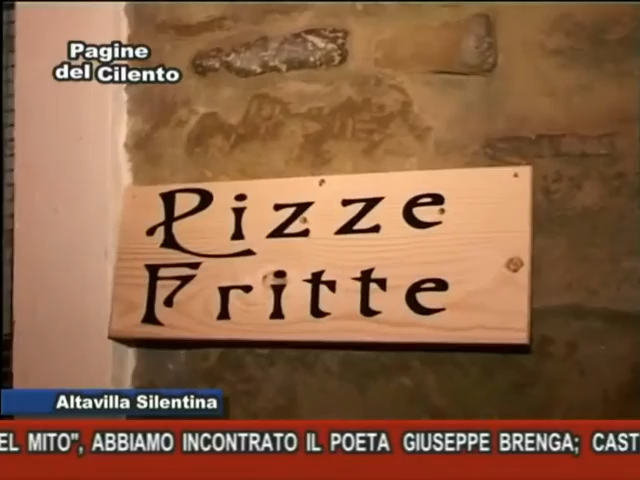 Pagine
del Cilento
Pizze
Fritte
Altavilla Silentina
EL MITO", ABBIAMO INCONTRATO IL POETA GIUSEPPE BRENGA; CAST